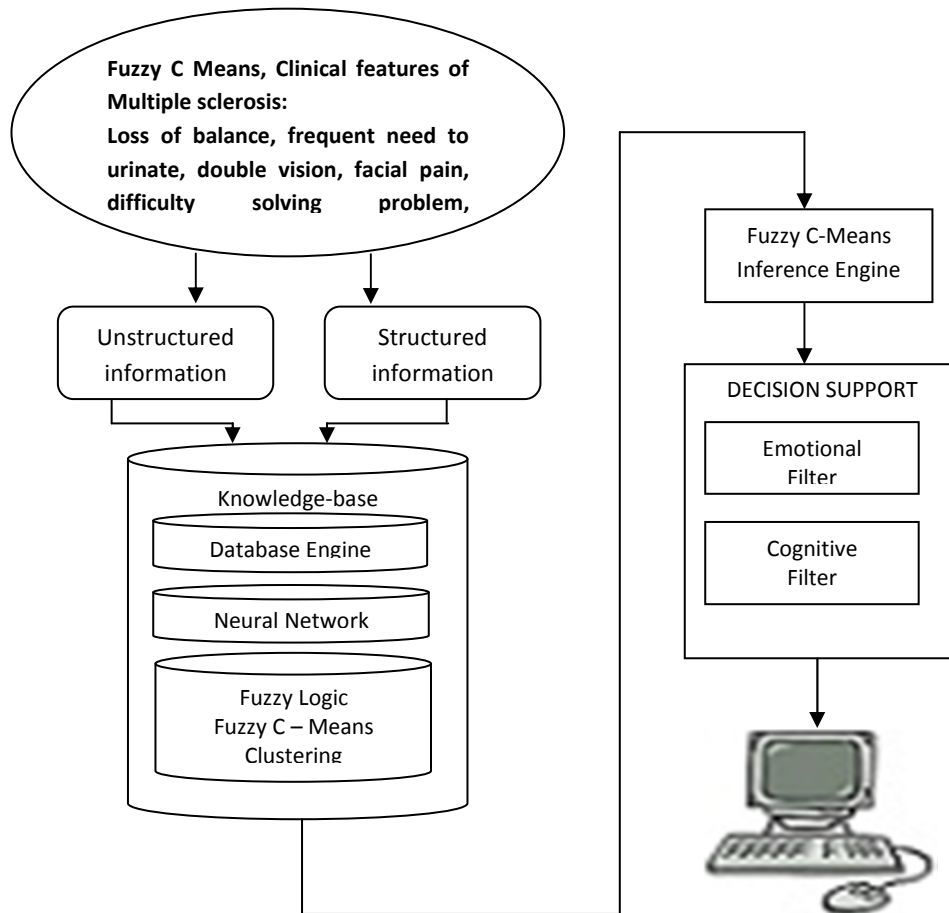 Fuzzy C Means, Clinical features of
Multiple sclerosis:
Loss of balance, frequent need to
urinate, double vision, facial pain,
difficulty solving problem,
Unstructured
information
Structured
information
Knowledge-base
Database Engine
Neural Network
Fuzzy Logic
Fuzzy C – Means
Clustering
Fuzzy C-Means
Inference Engine
DECISION SUPPORT
Emotional
Filter
Cognitive
Filter